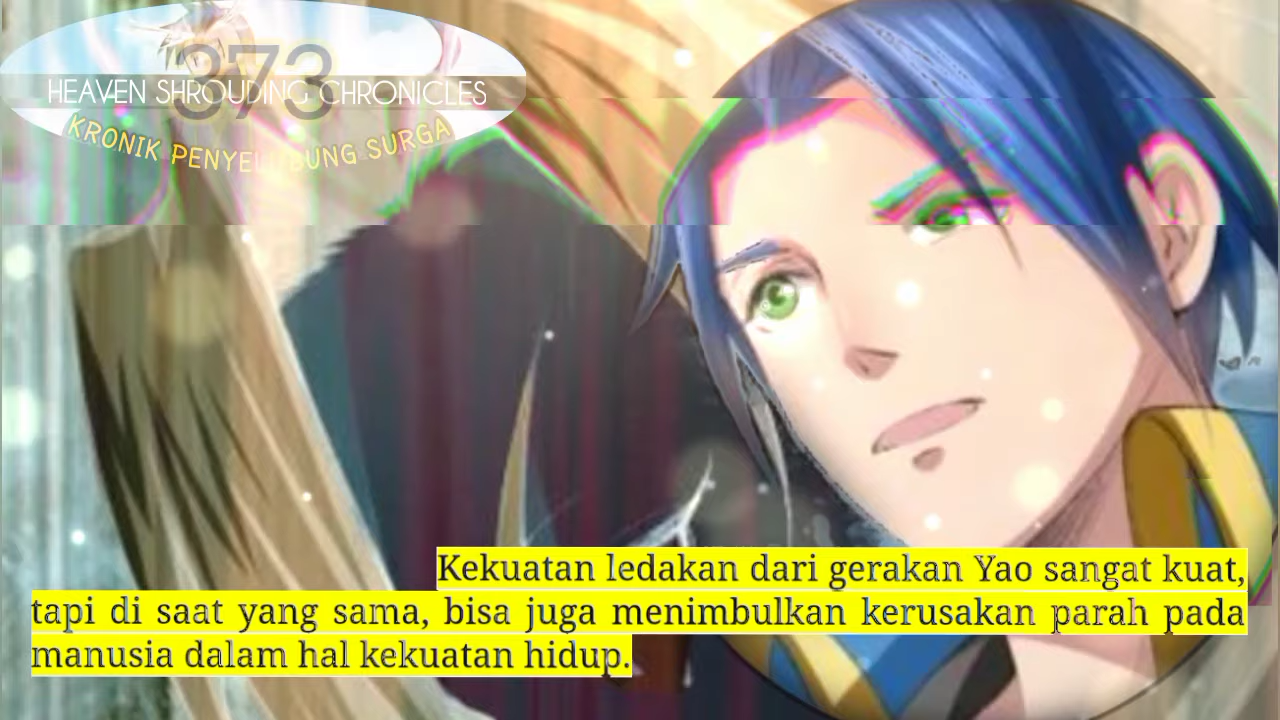 373
HEAVEN SHROUDING CHRONICLES
KRONIK PENYELUBUNG SURGA
Kekuatan ledakan dari gerakan Yao sangat kuat,
tapi di saat yang sama, bisa juga menimbulkan kerusakan parah pada
manusia dalam hal kekuatan hidup.